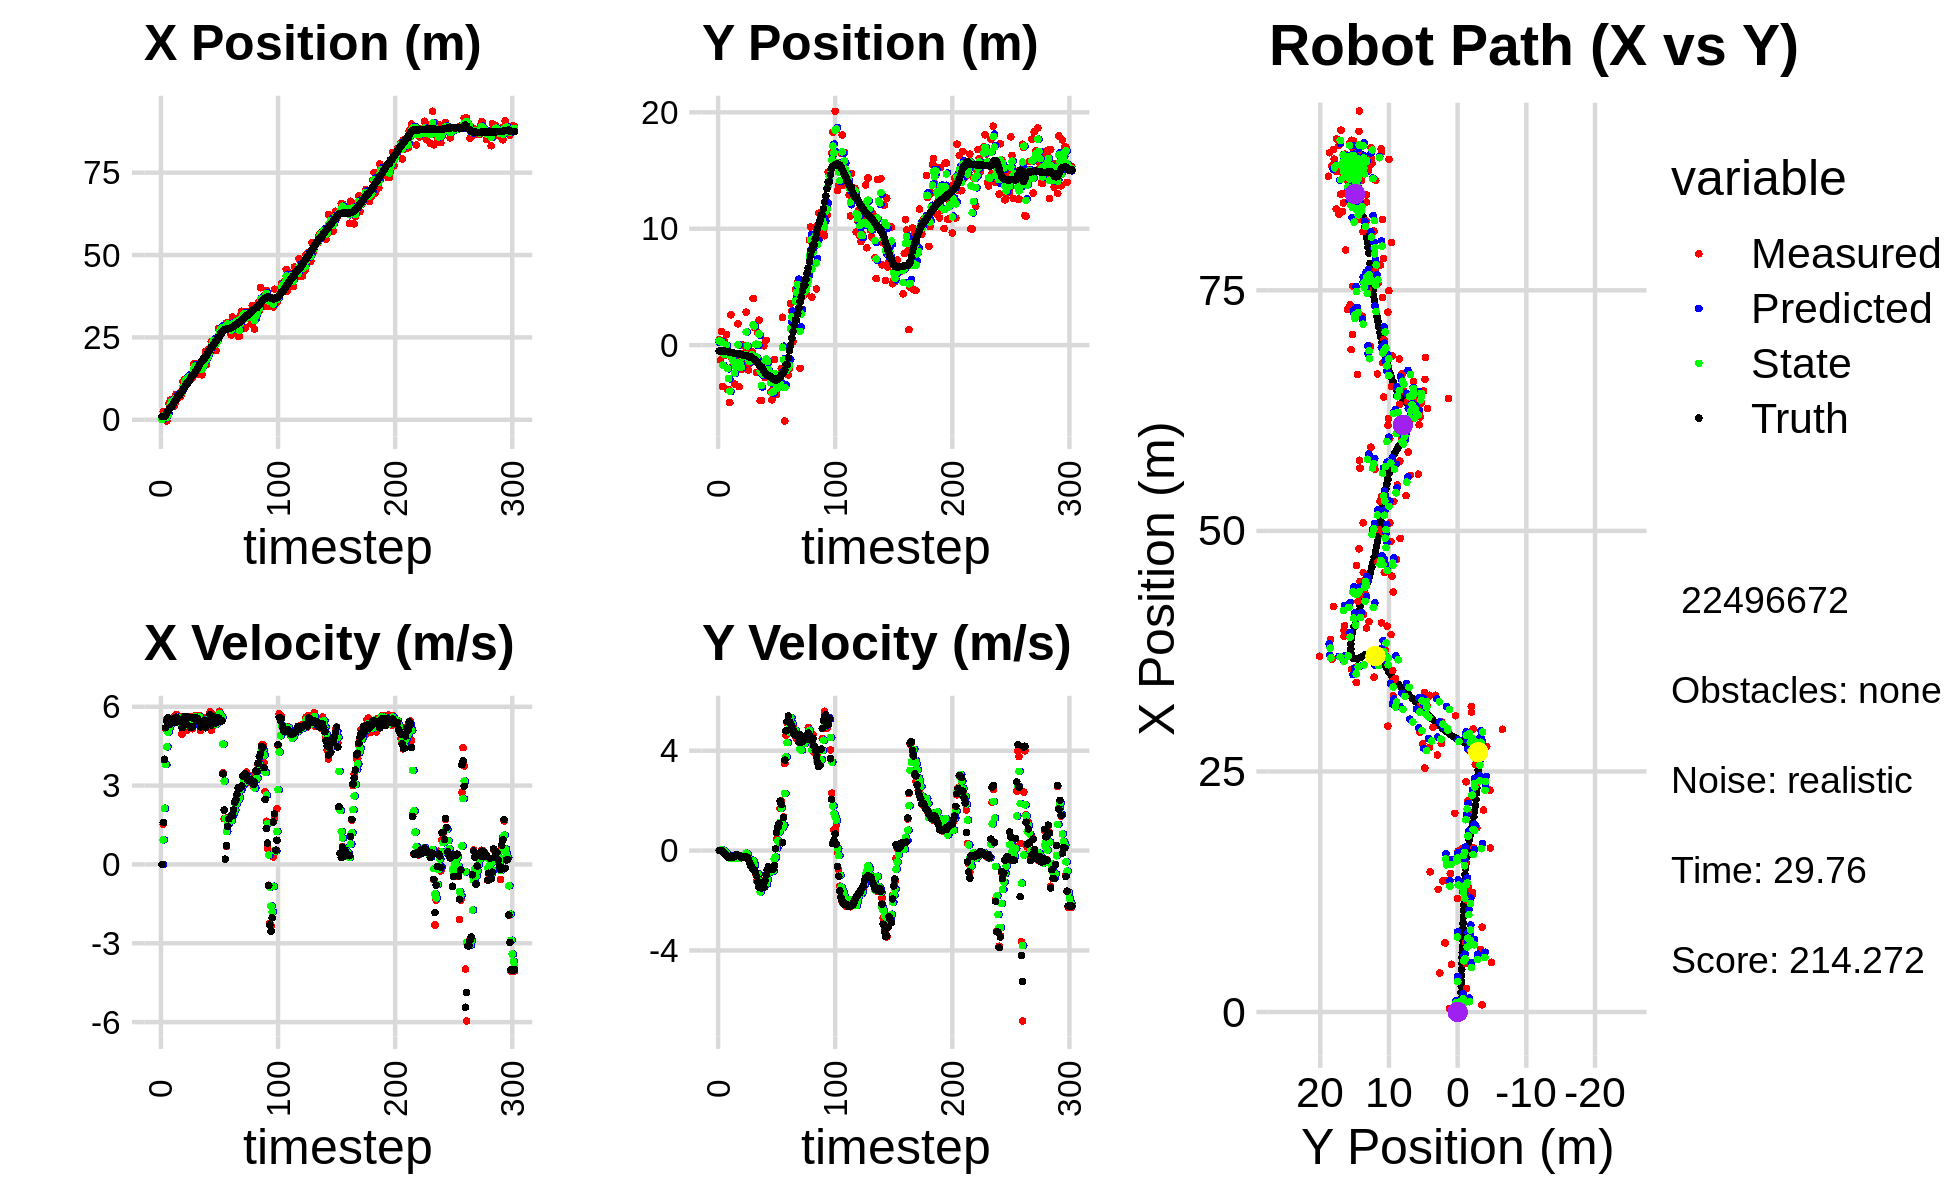 X Position (m)
75
50
25
0
0
100
200
300
timestep
Y Position (m)
20
10
0
0
100
200
300
timestep
X Velocity (m/s)
6
3
0
-3
-6
0
100
200
300
timestep
Y Velocity (m/s)
4
0
-4
0
100
200
300
timestep
Robot Path (X vs Y)
X Position (m)
75
50
25
0
20 10 0 -10 -20
Y Position (m)
variable
Measured
Predicted
State
Truth
22496672
Obstacles: none
Noise: realistic
Time: 29.76
Score: 214.272